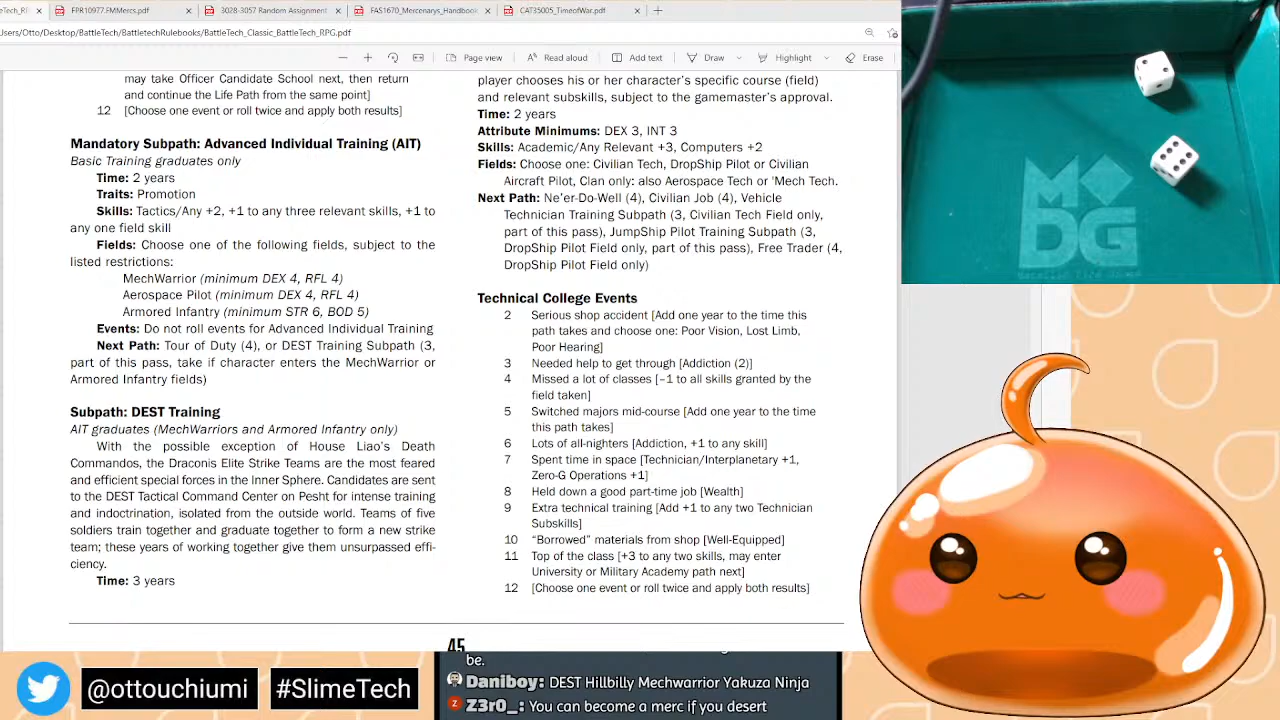 eTech_RP
FPR10977.FMMercs.pdf
3028-3057 Random Assignment
FAS1670_Mercenarys_Handbook
CAT35005_TimeofWar.pdf
Jsers/Otto/Desktop/BattleTech/BattletechRulebooks/BattleTech_Classic_BattleTech_RPG.pdf
Page view
Read aloud
Add text
Draw
Highlight
Erase
may take Officer Candidate School next, then return
and continue the Life Path from the same point]
12 [Choose one event or roll twice and apply both results]
Mandatory Subpath: Advanced Individual Training (AIT)
Basic Training graduates only
Time: 2 years
Traits: Promotion
Skills: Tactics/Any +2, +1 to any three relevant skills, +1 to
any one field skill
Fields: Choose one of the following fields, subject to the
listed restrictions:
MechWarrior (minimum DEX 4, RFL 4)
Aerospace Pilot (minimum DEX 4, RFL 4)
Armored Infantry (minimum STR 6, BOD 5)
Events: Do not roll events for Advanced Individual Training
Next Path: Tour of Duty (4), or DEST Training Subpath (3,
part of this pass, take if character enters the MechWarrior or
Armored Infantry fields)
Subpath: DEST Training
AIT graduates (MechWarriors and Armored Infantry only)
With the possible exception of House Liao's Death
Commandos, the Draconis Elite Strike Teams are the most feared
and efficient special forces in the Inner Sphere. Candidates are sent
to the DEST Tactical Command Center on Pesht for intense training
and indoctrination, isolated from the outside world. Teams of five
soldiers train together and graduate together to form a new strike
team; these years of working together give them unsurpassed effi-
ciency.
Time: 3 years
player chooses his or her character's specific course (field)
and relevant subskills, subject to the gamemaster's approval.
Time: 2 years
Attribute Minimums: DEX 3, INT 3
Skills: Academic/Any Relevant +3, Computers +2
Fields: Choose one: Civilian Tech, DropShip Pilot or Civilian
Aircraft Pilot, Clan only: also Aerospace Tech or 'Mech Tech.
Next Path: Ne'er-Do-Well (4), Civilian Job (4), Vehicle
Technician Training Subpath (3, Civilian Tech Field only,
part of this pass), JumpShip Pilot Training Subpath (3,
DropShip Pilot Field only, part of this pass), Free Trader (4,
DropShip Pilot Field only)
Technical College Events
2 Serious shop accident [Add one year to the time this
path takes and choose one: Poor Vision, Lost Limb,
Poor Hearing]
3 Needed help to get through [Addiction (2)]
4 Missed a lot of classes [–1 to all skills granted by the
field taken]
5 Switched majors mid-course [Add one year to the time
this path takes]
6 Lots of all-nighters [Addiction, +1 to any skill]
7 Spent time in space [Technician/Interplanetary +1,
Zero-G Operations +1]
8 Held down a good part-time job [Wealth]
9 Extra technical training [Add +1 to any two Technician
Subskills]
10 “Borrowed” materials from shop [Well-Equipped]
11 Top of the class [+3 to any two skills, may enter
University or Military Academy path next]
12 [Choose one event or roll twice and apply both results]
45
M
DG
@ottouchiumi
#SlimeTech
be.
Daniboy: DEST Hillbilly Mechwarrior Yakuza Ninja
Z
Z3r0_: You can become a merc if you desert